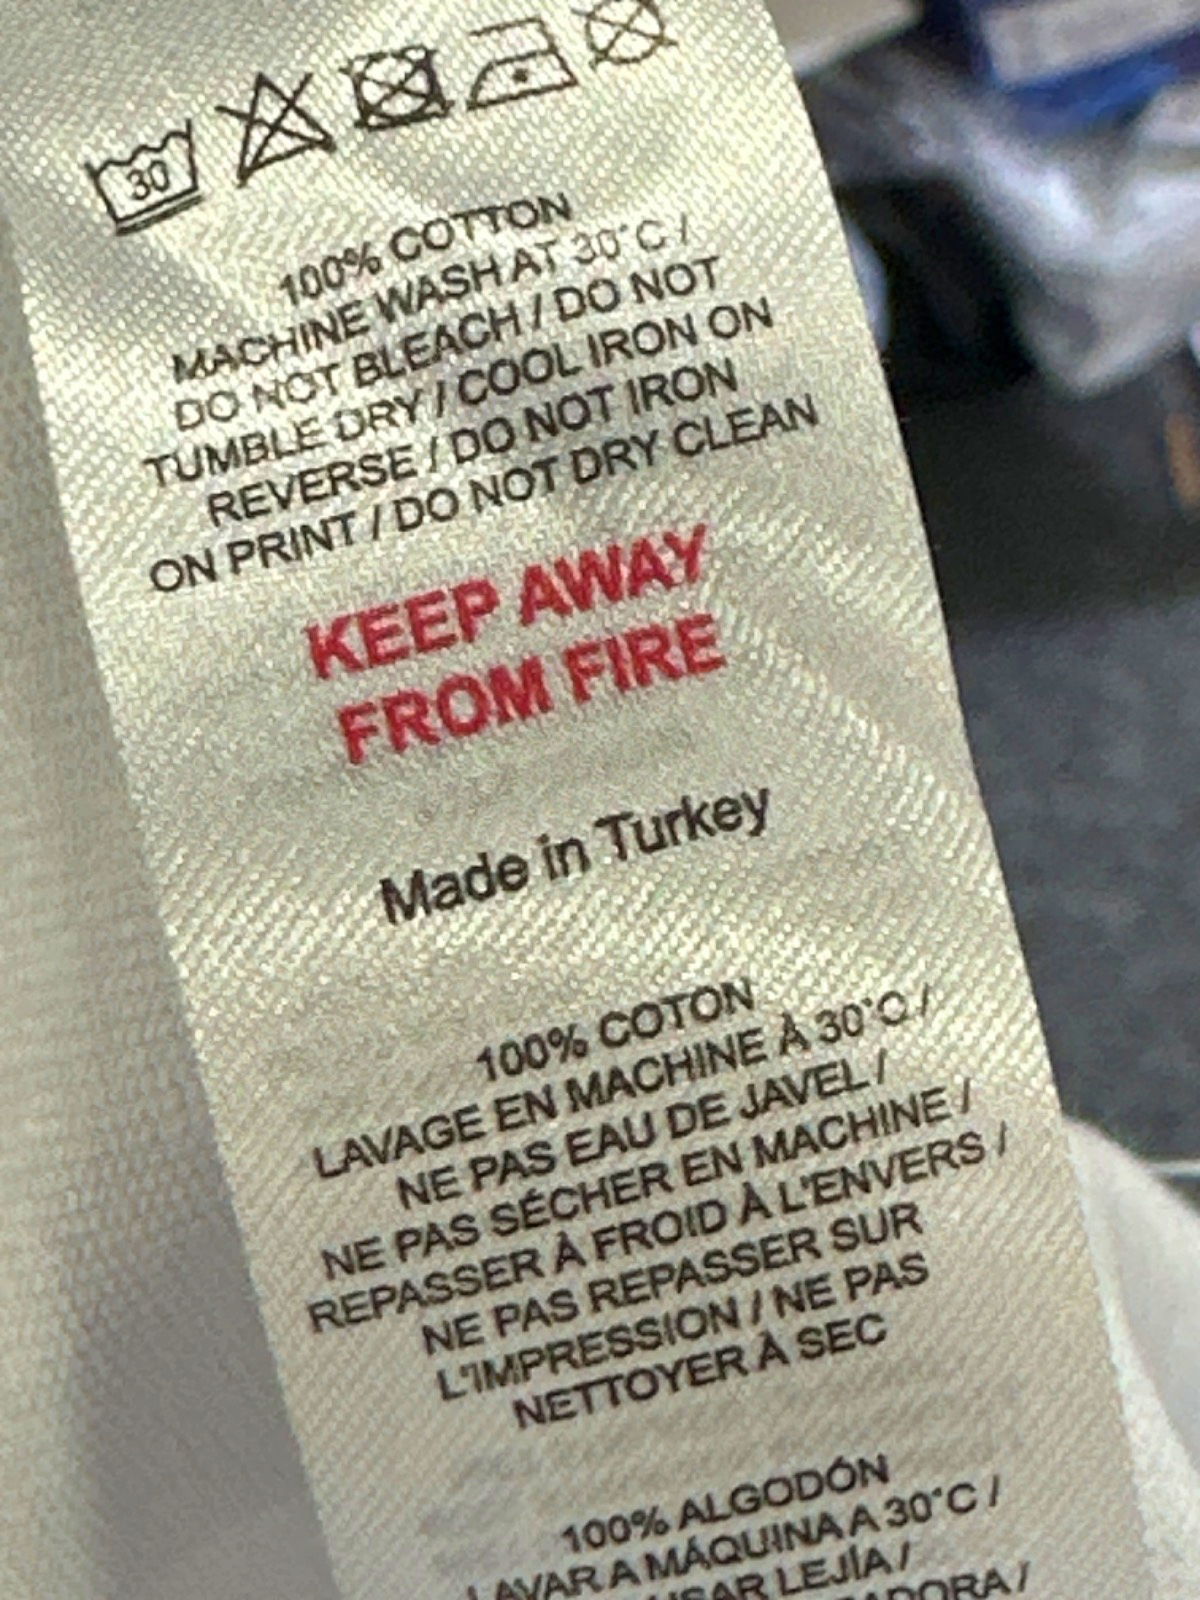 30
100% COTTON
MACHINE WASH AT 30°C /
DO NOT BLEACH / DO NOT
TUMBLE DRY / COOL IRON ON
REVERSE / DO NOT IRON
ON PRINT / DO NOT DRY CLEAN
KEEP AWAY
FROM FIRE
Made in Turkey
100% COTON
LAVAGE EN MACHINE À 30°C /
NE PAS EAU DE JAVEL /
NE PAS SÉCHER EN MACHINE /
REPASSER À FROID À L'ENVERS /
NE PAS REPASSER SUR
L'IMPRESSION / NE PAS
NETTOYER À SEC
100% ALGODÓN
LAVAR A MÁQUINA A 30°C /
LEJÍA /